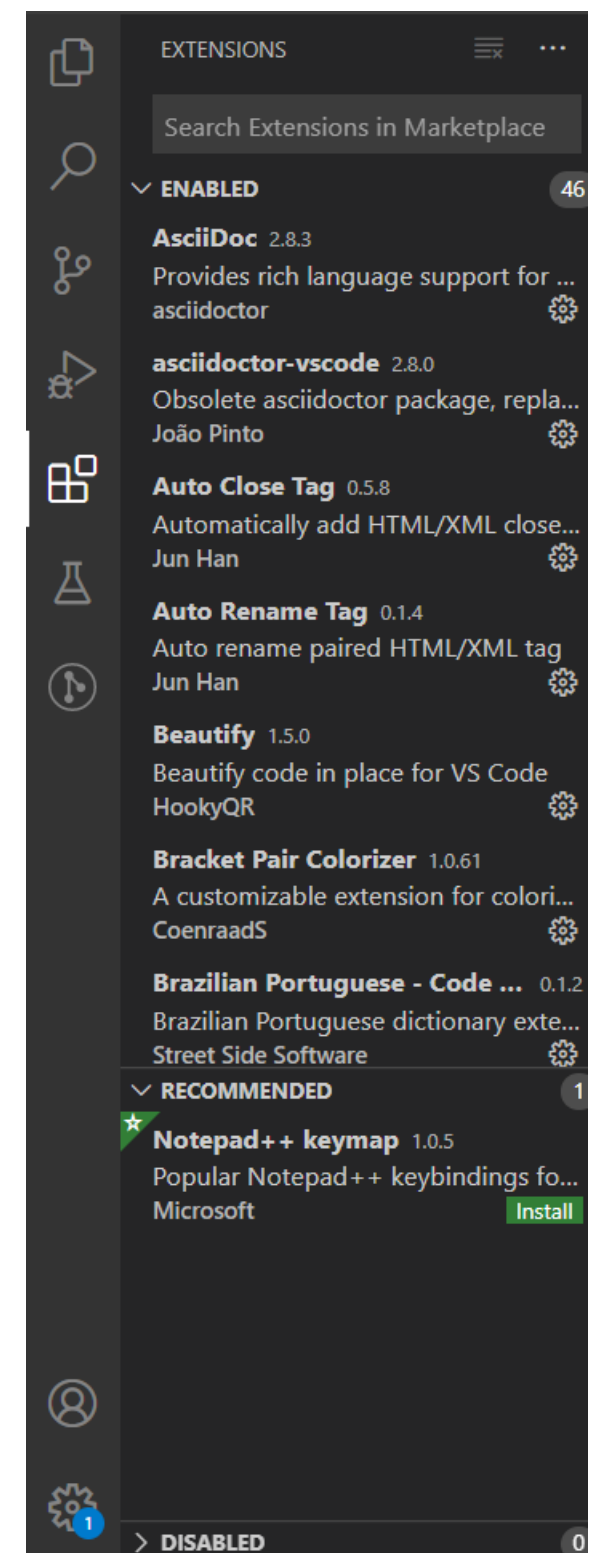 EXTENSIONS
Search Extensions in Marketplace
ENABLED 46
AsciiDoc 2.8.3
Provides rich language support for ...
asciidoctor
asciidoctor-vscode 2.8.0
Obsolete asciidoctor package, repla...
João Pinto
Auto Close Tag 0.5.8
Automatically add HTML/XML close...
Jun Han
Auto Rename Tag 0.1.4
Auto rename paired HTML/XML tag
Jun Han
Beautify 1.5.0
Beautify code in place for VS Code
HookyQR
Bracket Pair Colorizer 1.0.61
A customizable extension for colori...
CoenraadS
Brazilian Portuguese - Code ... 0.1.2
Brazilian Portuguese dictionary exte...
Street Side Software
RECOMMENDED 1
Notepad++ keymap 1.0.5
Popular Notepad++ keybindings fo...
Microsoft Install
1
DISABLED 0